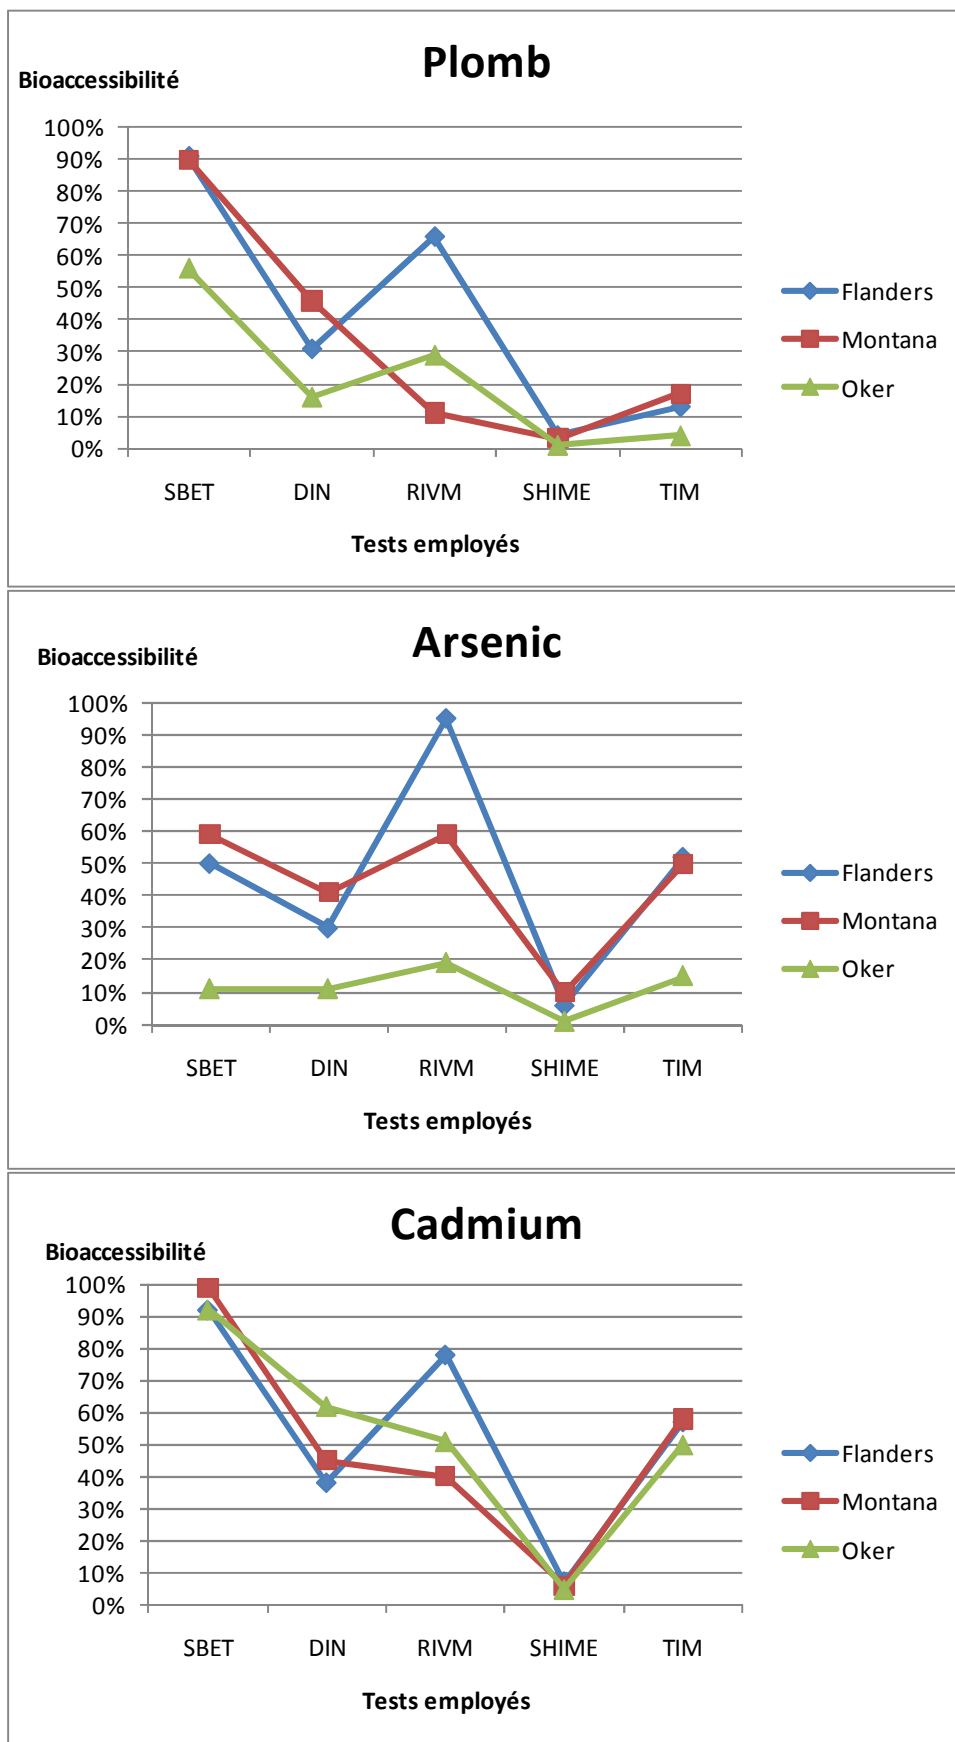 Plomb
Bioaccessibilité
100%
90%
80%
70%
60%
50%
40%
30%
20%
10%
0%
SBET DIN RIVM SHIME TIM
Tests employés
Flanders
Montana
Oker
Arsenic
Bioaccessibilité
100%
90%
80%
70%
60%
50%
40%
30%
20%
10%
0%
SBET DIN RIVM SHIME TIM
Tests employés
Flanders
Montana
Oker
Cadmium
Bioaccessibilité
100%
90%
80%
70%
60%
50%
40%
30%
20%
10%
0%
SBET DIN RIVM SHIME TIM
Tests employés
Flanders
Montana
Oker